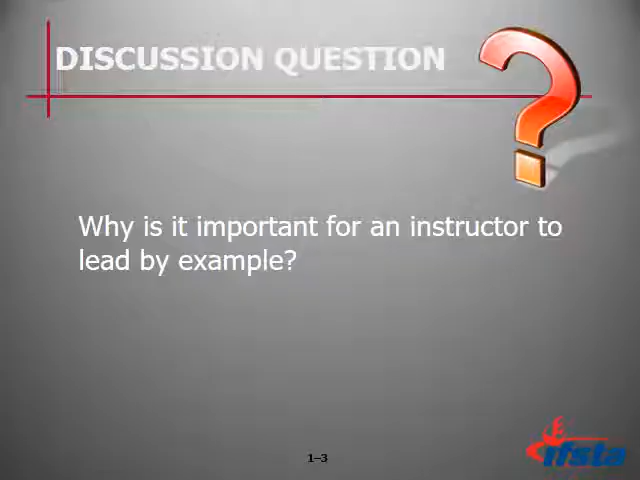 DISCUSSION QUESTION
Why is it important for an instructor to
lead by example?
1–3
ifsta